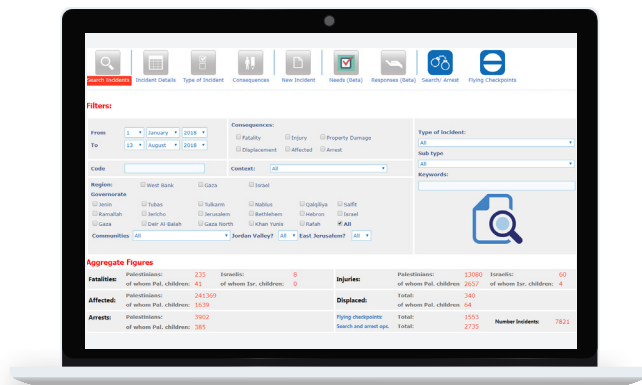 Search Incidents Incident Details Type of Incident Consequences New Incident Needs (Beta) Responses (Beta) Search/ Arrest Flying Checkpoints
Filters:
From 1 January 2018
To 13 August 2018
Consequences:
Fatality Injury Property Damage
Displacement Affected Arrest
Type of Incident:
All
Sub type
All
Code
Context: All
Keywords:
Region: West Bank Gaza Israel
Governorate
Jenin Tubas Tulkarm Nablus Qalqiliya Salfit
Ramallah Jericho Jerusalem Bethlehem Hebron Israel
Gaza Deir Al-Balah Gaza North Khan Yunis Rafah All
Communities All Jordan Valley? All East Jerusalem? All
Aggregate Figures
Fatalities: Palestinians: 235 Israelis: 8
of whom Pal. children: 41 of whom Isr. children: 0
Injuries: Palestinians: 13080 Israelis: 60
of whom Pal. children 2657 of whom Isr. children: 4
Affected: Palestinians: 241369
of whom Pal. children: 1639
Displaced: Total: 340
of whom Pal. children 64
Arrests: Palestinians: 3902
of whom Pal. children: 385
Flying checkpoints Total: 1553
Search and arrest ops. Total: 2735
Number Incidents: 7821